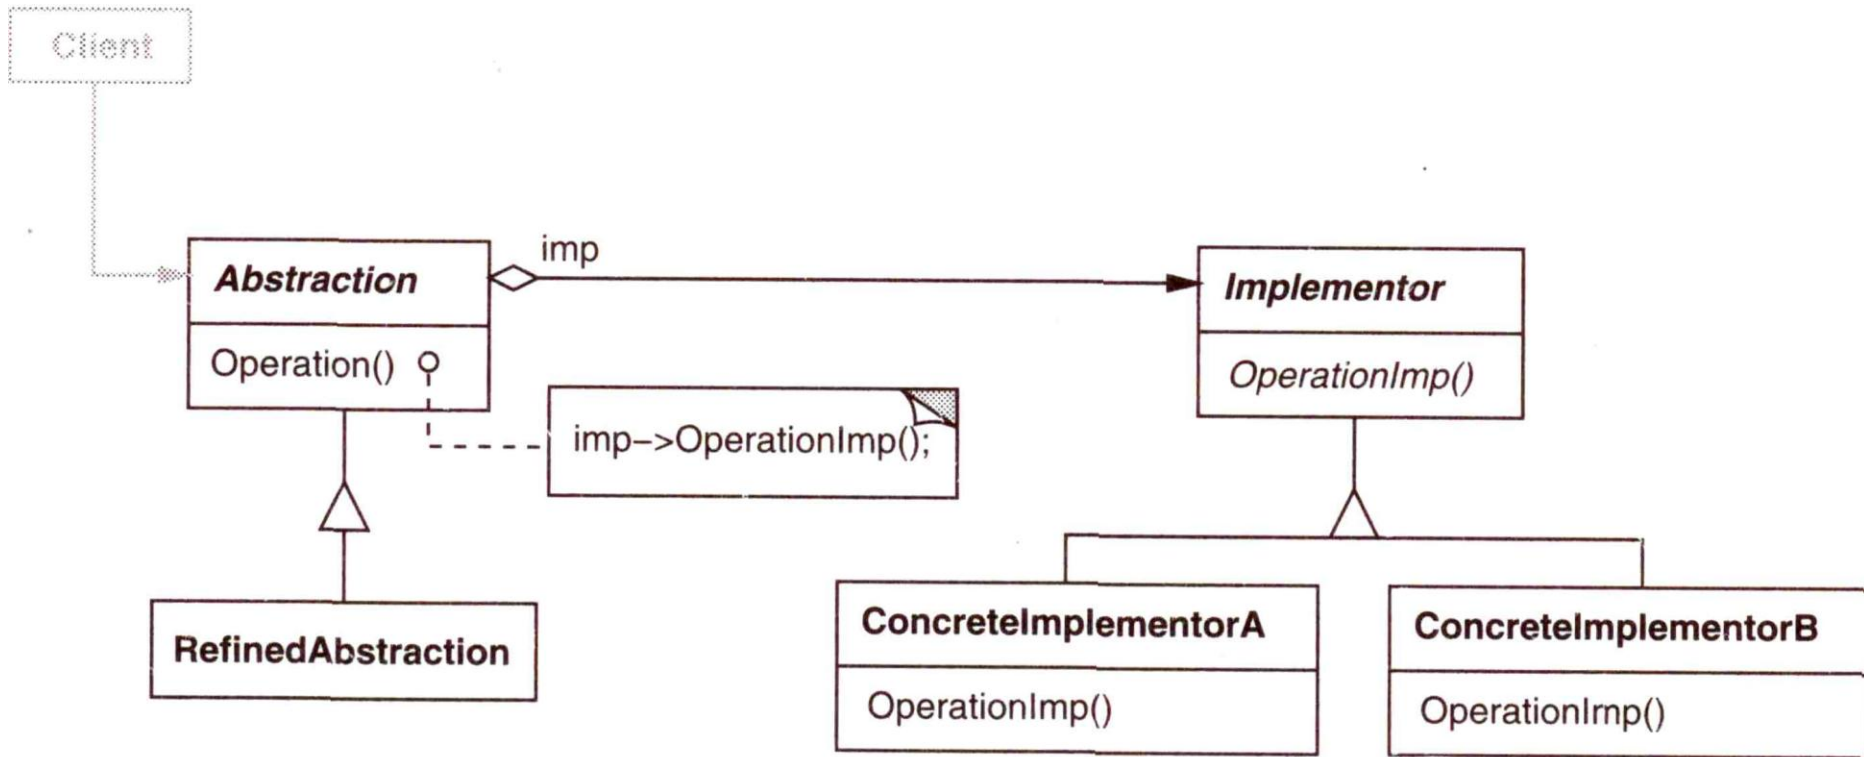 Client
imp
Abstraction
Implementor
Operation()
OperationImp()
imp–>OperationImp();
RefinedAbstraction
ConcreteImplementorA
ConcreteImplementorB
OperationImp()
OperationImp()